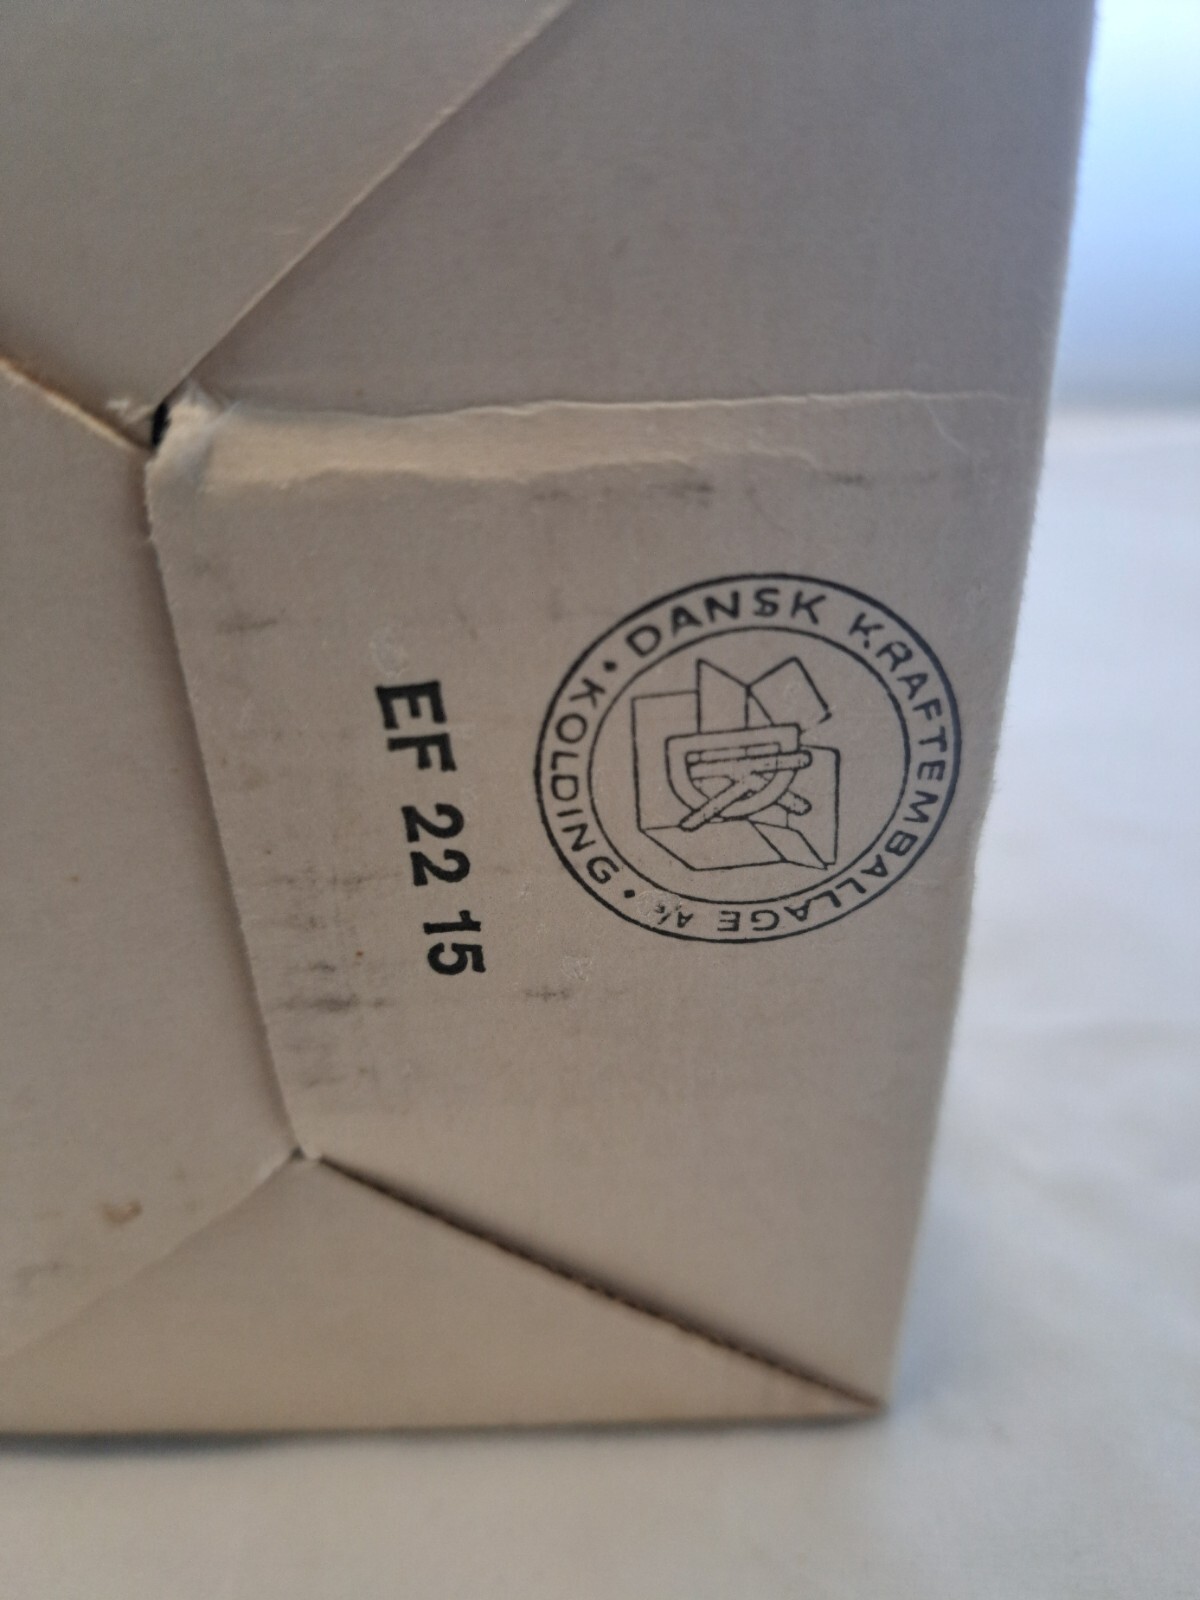 DANSK KRAFTEMBALLAGE A/S • KOLDING •
EF 22 15